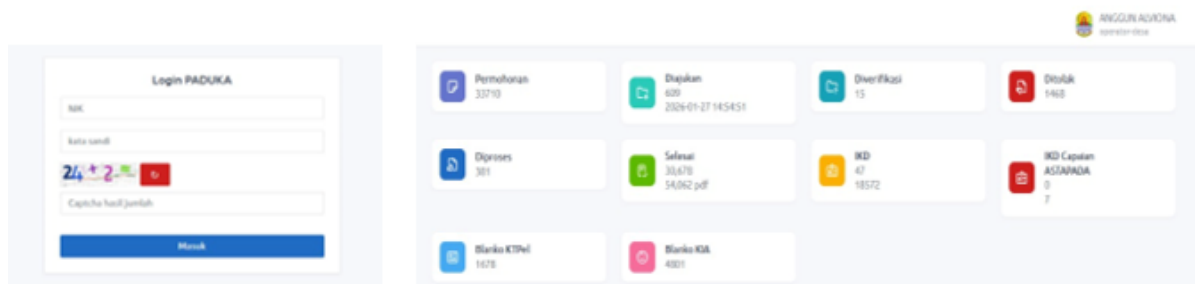 Login PADUKA
NIK
kata sandi
24 + 2 =
Captcha hasil jumlah
Masuk
ANGGUN ALVIONA
operator-desa
Permohonan
33710
Diajukan
609
2026-01-27 14:54:51
Diverifikasi
15
Ditolak
1468
Diproses
381
Selesai
33,678
54,062 pdf
IKD
47
18572
IKD Capaian
ASTAPADA
0
7
Blanko KTPel
1678
Blanko KIA
4801